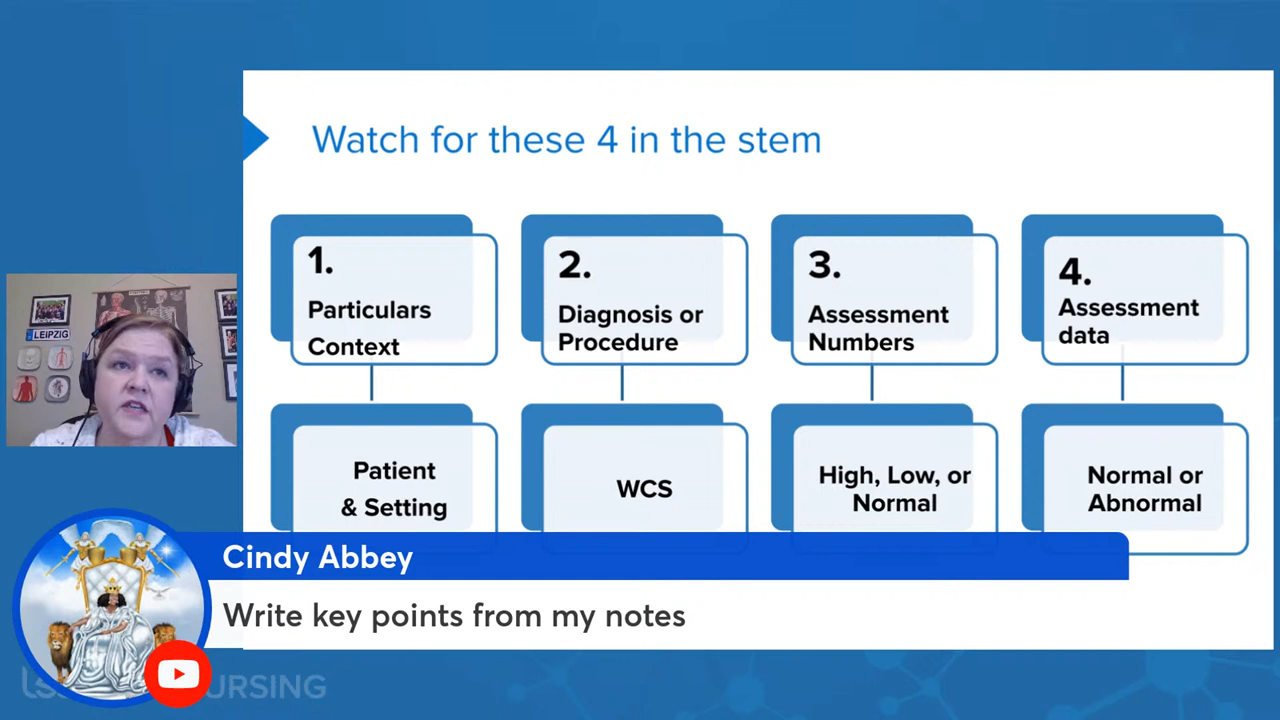 Watch for these 4 in the stem
1.
Particulars
Context
2.
Diagnosis or
Procedure
3.
Assessment
Numbers
4.
Assessment
data
Patient
& Setting
WCS
High, Low, or
Normal
Normal or
Abnormal
LEIPZIG
Cindy Abbey
Write key points from my notes
URSING